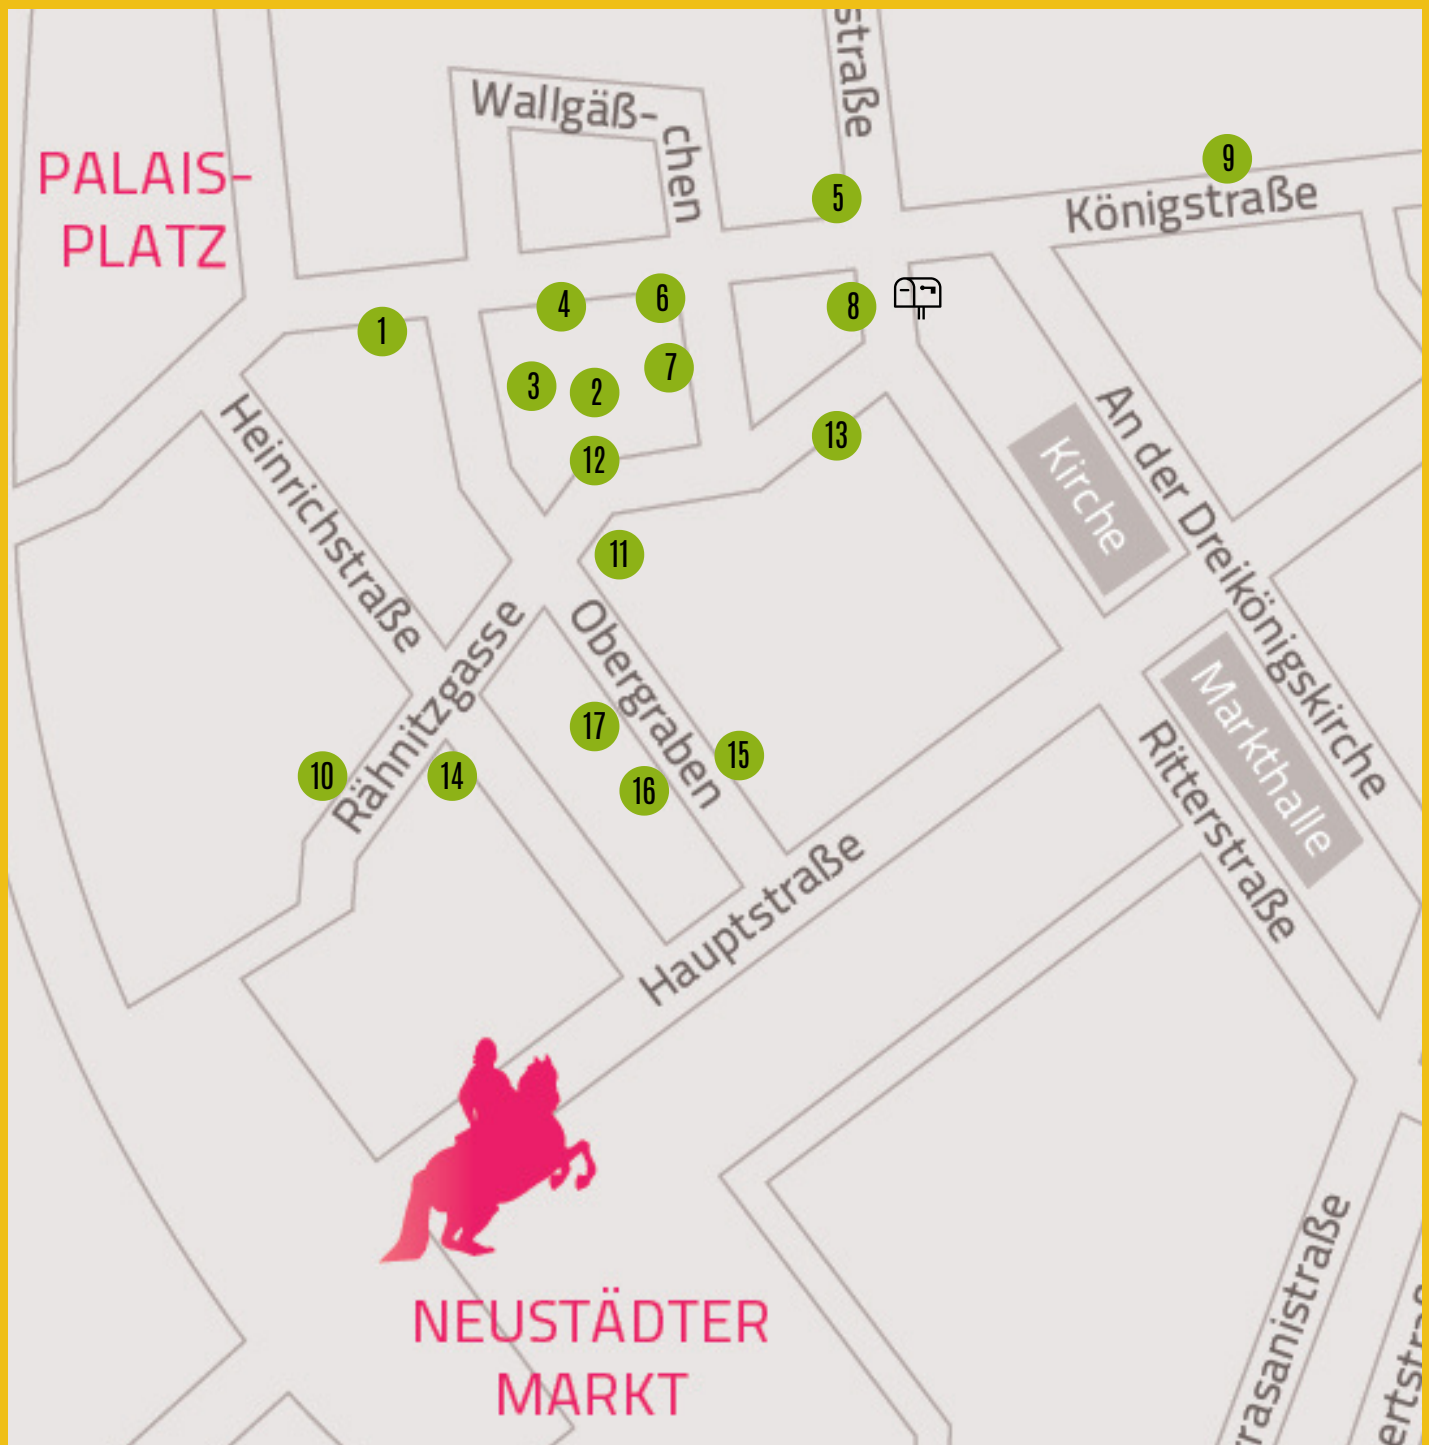 straße
Wallgäß-
chen
PALAIS-
PLATZ
9
Königstraße
5
4
6
8
1
7
3
2
13
12
An der Dreikönigskirche
Kirche
Heinrichstraße
11
Rähnitzgasse
Obergraben
17
15
10
14
16
Markthalle
Ritterstraße
Hauptstraße
NEUSTÄDTER
MARKT
rasanistraße